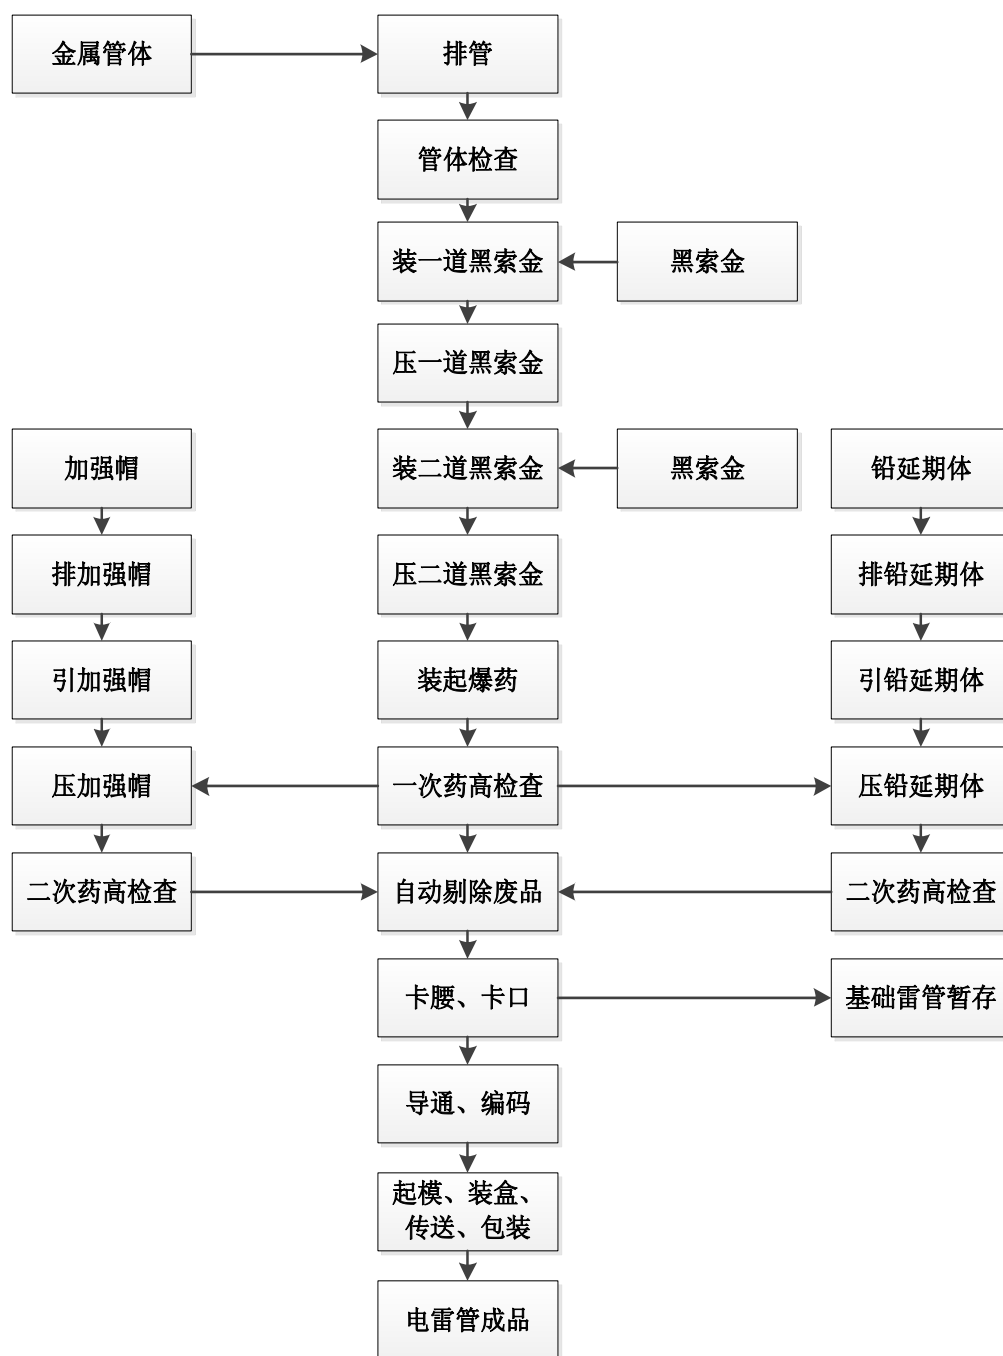 金属管体
排管
管体检查
装一道黑索金
黑索金
压一道黑索金
加强帽
装二道黑索金
黑索金
铅延期体
排加强帽
压二道黑索金
排铅延期体
引加强帽
装起爆药
引铅延期体
压加强帽
一次药高检查
压铅延期体
二次药高检查
自动剔除废品
二次药高检查
卡腰、卡口
基础雷管暂存
导通、编码
起模、装盒、
传送、包装
电雷管成品